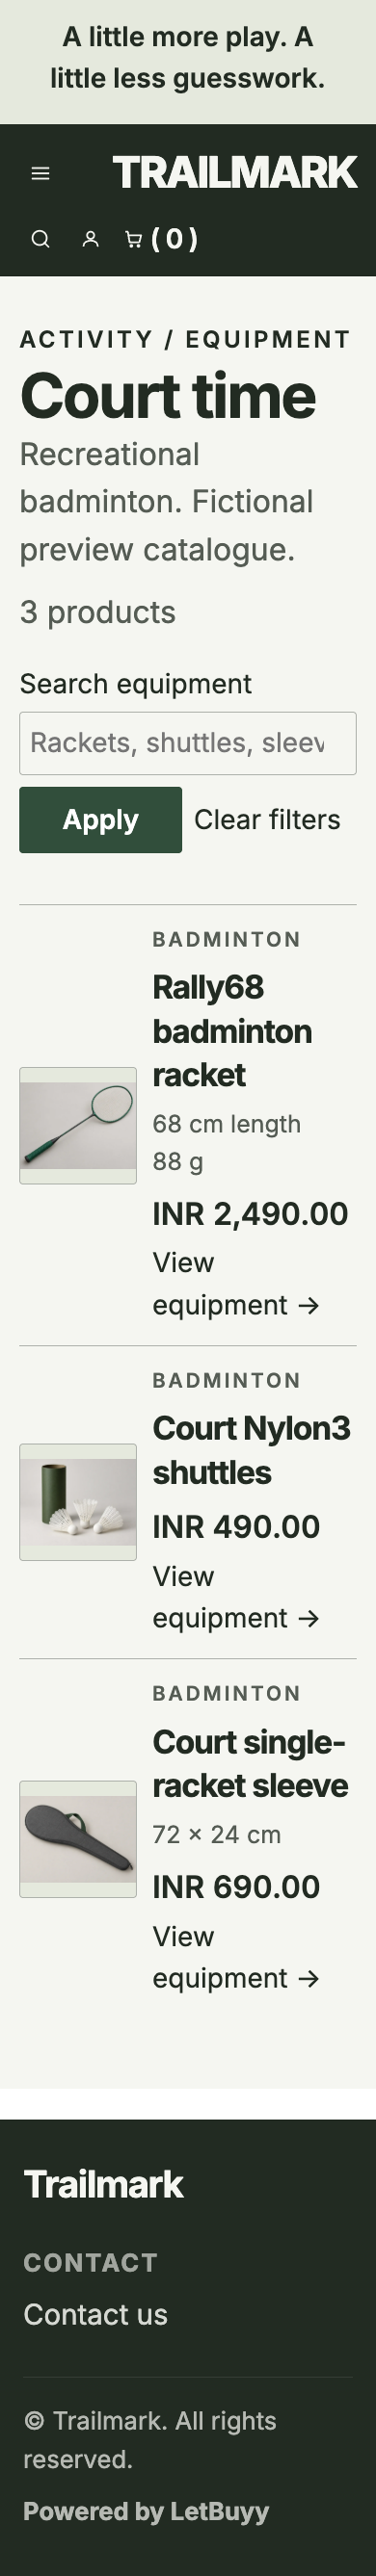 A little more play. A
little less guesswork.
TRAILMARK
( 0 )
ACTIVITY / EQUIPMENT
Court time
Recreational
badminton. Fictional
preview catalogue.
3 products
Search equipment
Rackets, shuttles, sleev
Apply
Clear filters
BADMINTON
Rally68
badminton
racket
68 cm length
88 g
INR 2,490.00
View
equipment →
BADMINTON
Court Nylon3
shuttles
INR 490.00
View
equipment →
BADMINTON
Court single-
racket sleeve
72 × 24 cm
INR 690.00
View
equipment →
Trailmark
CONTACT
Contact us
© Trailmark. All rights
reserved.
Powered by LetBuyy